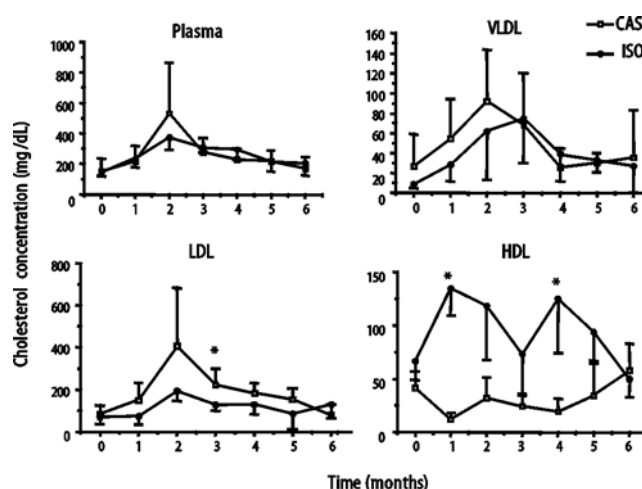 Plasma
1000
800
600
400
200
0
0 1 2 3 4 5 6
VLDL
160
140
120
100
80
60
40
20
0
0 1 2 3 4 5 6
CAS
ISO
Cholesterol concentration (mg/dL)
LDL
800
600
400
200
0
0 1 2 3 4 5 6
*
HDL
150
100
50
0
0 1 2 3 4 5 6
* *
Time (months)